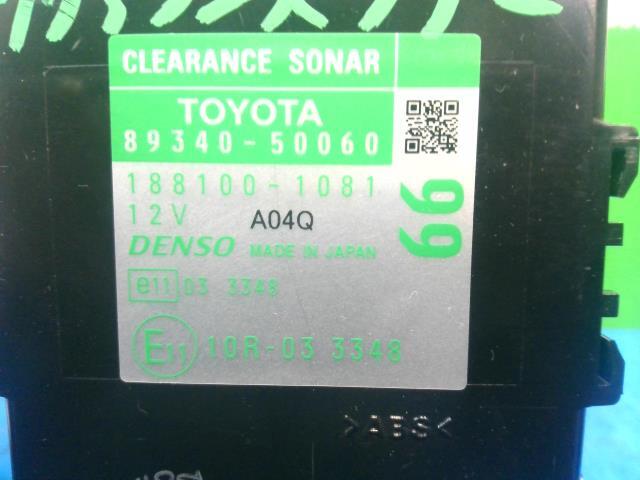 CLEARANCE SONAR
TOYOTA
89340-50060
188100-1081
12V
A04Q
99
DENSO MADE IN JAPAN
e11 03 3348
E11 10R-03 3348
>ABS<